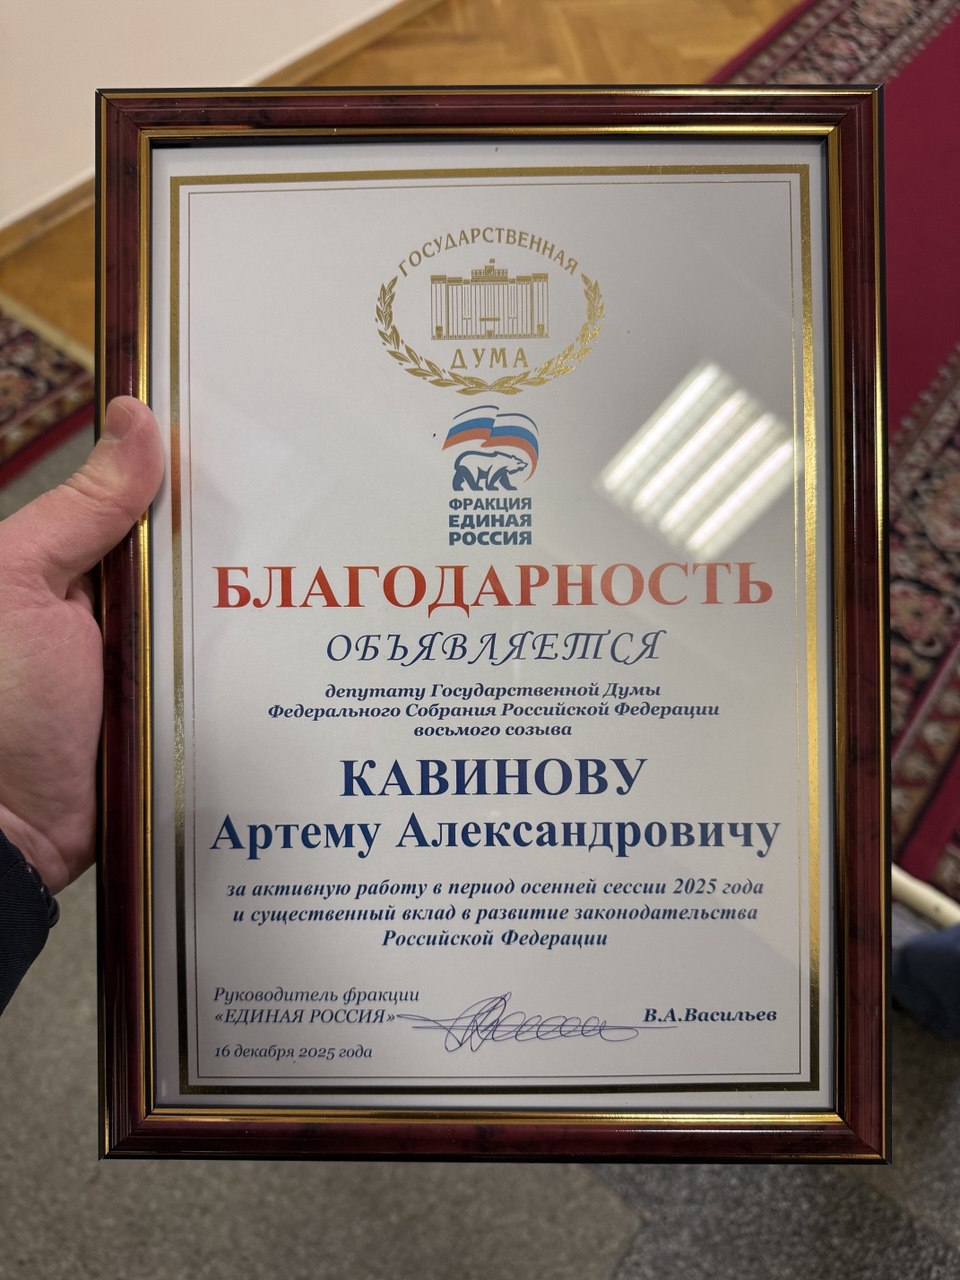 ГОСУДАРСТВЕННАЯ
ДУМА
ФРАКЦИЯ
ЕДИНАЯ
РОССИЯ
БЛАГОДАРНОСТЬ
ОБЪЯВЛЯЕТСЯ
депутату Государственной Думы
Федерального Собрания Российской Федерации
восьмого созыва
КАВИНОВУ
Артему Александровичу
за активную работу в период осенней сессии 2025 года
и существенный вклад в развитие законодательства
Российской Федерации
Руководитель фракции
«ЕДИНАЯ РОССИЯ» В.А.Васильев
16 декабря 2025 года